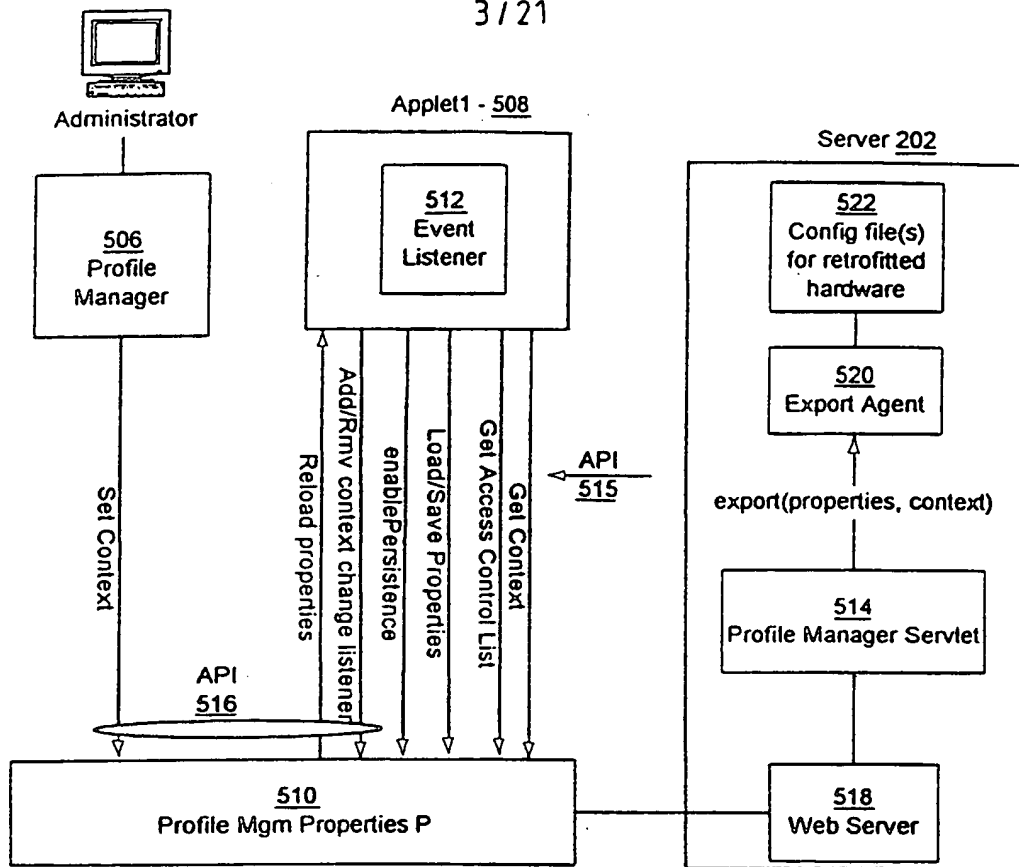 3 / 21
Administrator
506
Profile
Manager
Applet1 - 508
512
Event
Listener
Server 202
522
Config file(s)
for retrofitted
hardware
520
Export Agent
export(properties, context)
514
Profile Manager Servlet
518
Web Server
Set Context
Reload properties
Add/Rmv context change listener
enablePersistence
Load/Save Properties
Get Access Control List
Get Context
API
515
API
516
510
Profile Mgm Properties P